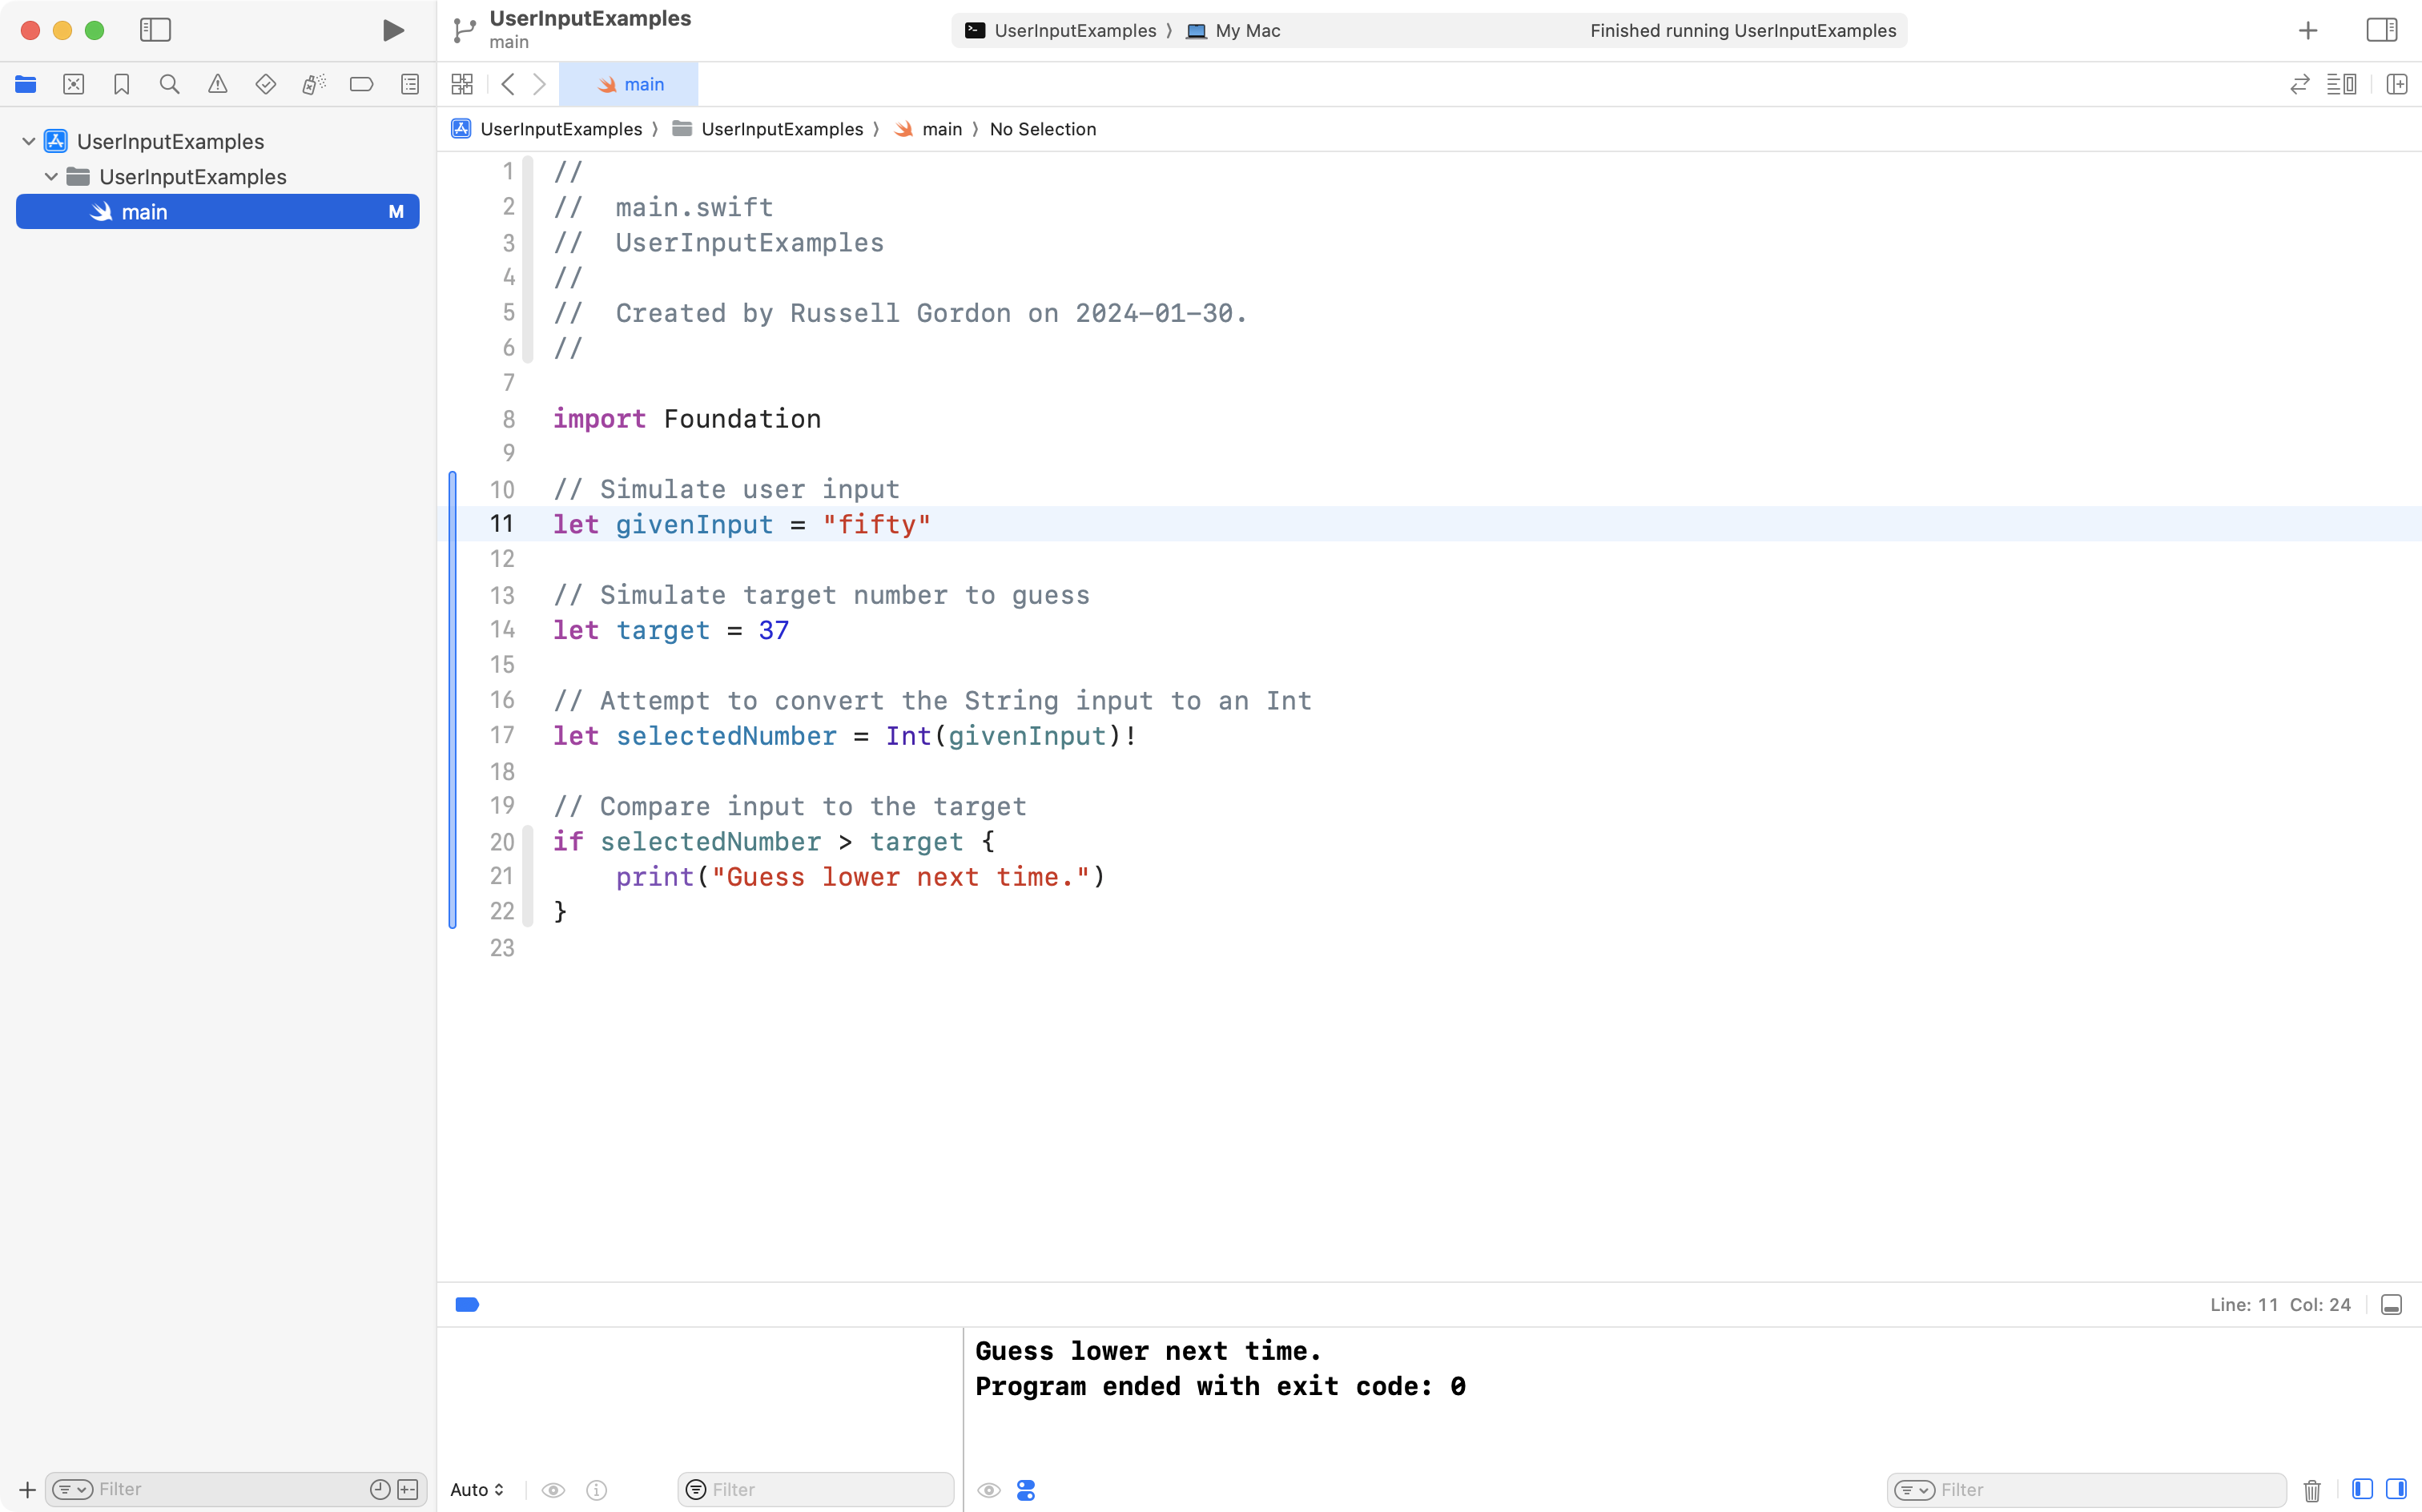 UserInputExamples
main
UserInputExamples 〉 My Mac
Finished running UserInputExamples
main
UserInputExamples 〉 UserInputExamples 〉 main 〉 No Selection
UserInputExamples
UserInputExamples
main M
1 //
2 //  main.swift
3 //  UserInputExamples
4 //
5 //  Created by Russell Gordon on 2024-01-30.
6 //
7
8 import Foundation
9
10 // Simulate user input
11 let givenInput = "fifty"
12
13 // Simulate target number to guess
14 let target = 37
15
16 // Attempt to convert the String input to an Int
17 let selectedNumber = Int(givenInput)!
18
19 // Compare input to the target
20 if selectedNumber > target {
21     print("Guess lower next time.")
22 }
23
Line: 11 Col: 24
Guess lower next time.
Program ended with exit code: 0
Filter
Auto
Filter
Filter